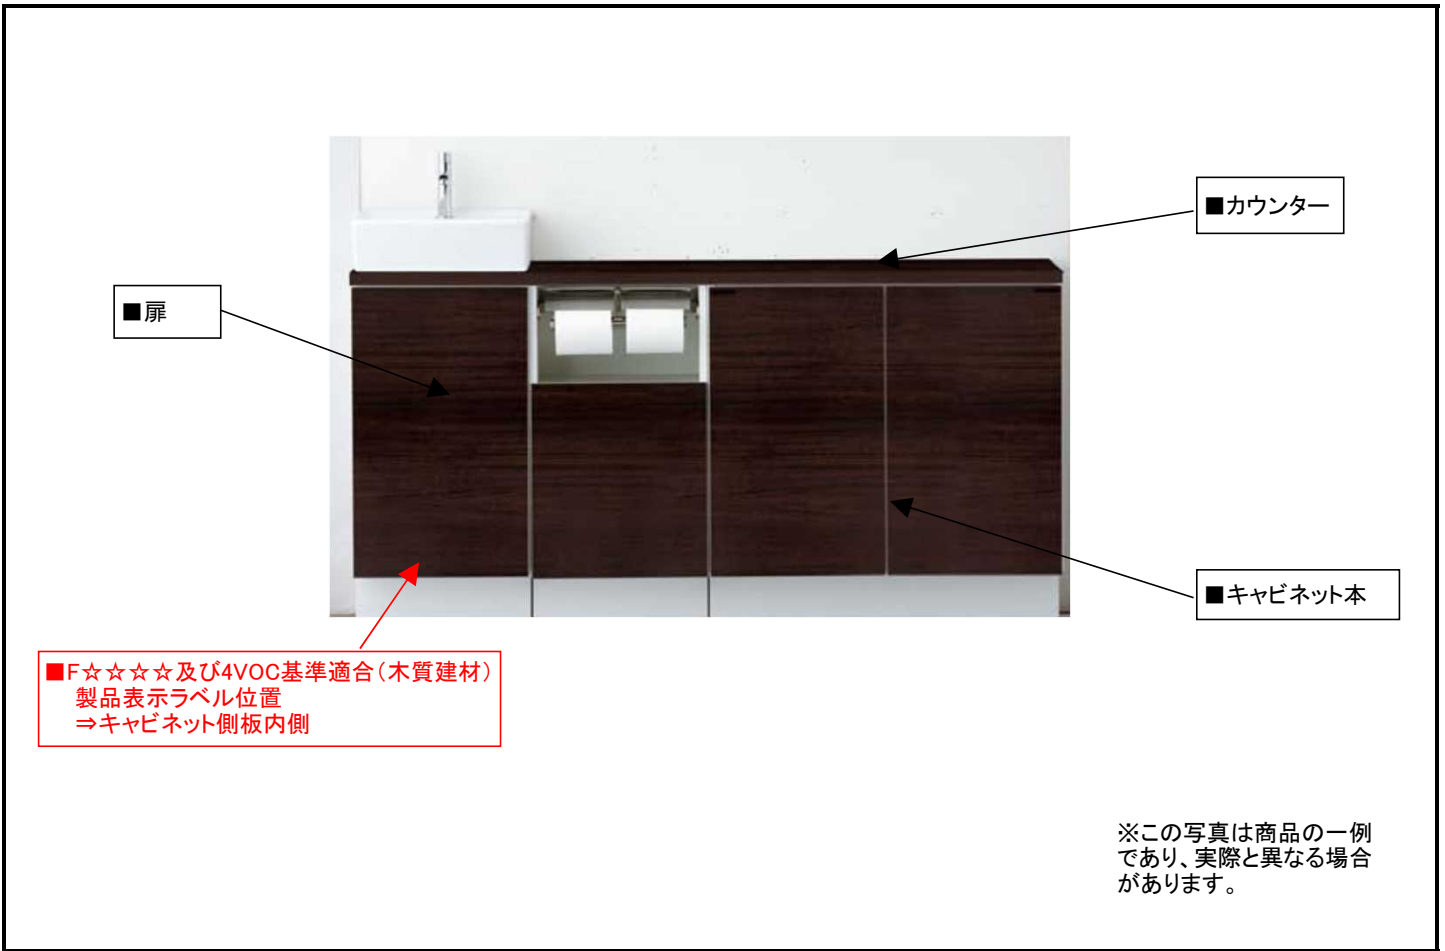 ■カウンター
■扉
■キャビネット本
■F☆☆☆☆及び4VOC基準適合(木質建材)
製品表示ラベル位置
⇒キャビネット側板内側
※この写真は商品の一例
であり、実際と異なる場合
があります。